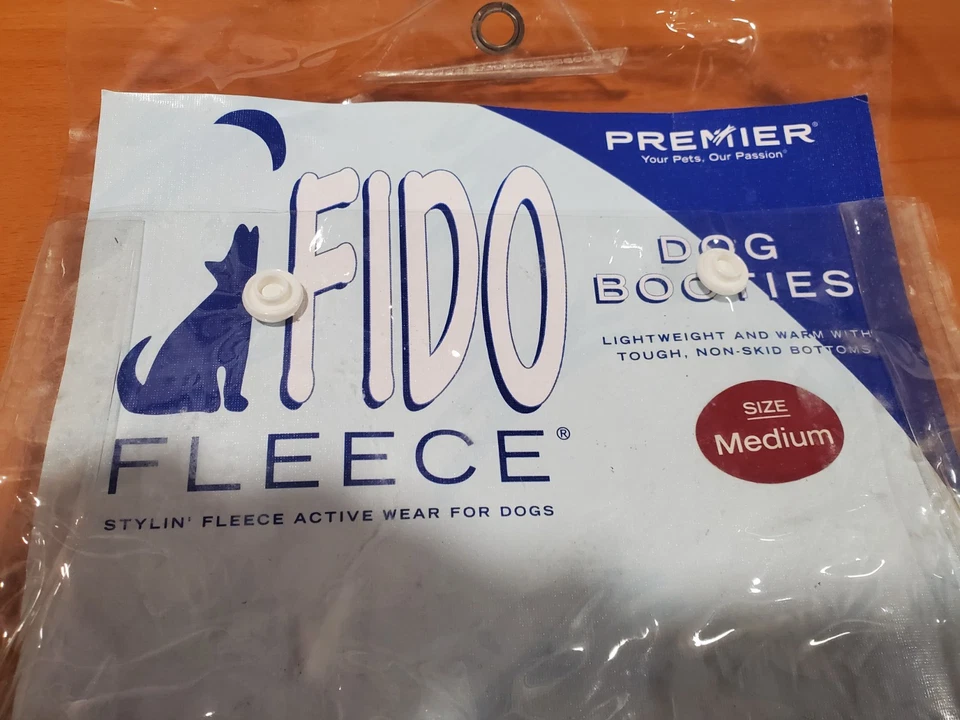 PREMIER®
Your Pets, Our Passion®
FIDO
FLEECE®
STYLIN' FLEECE ACTIVE WEAR FOR DOGS
DOG
BOOTIES
LIGHTWEIGHT AND WARM WITH
TOUGH, NON-SKID BOTTOMS
SIZE
Medium